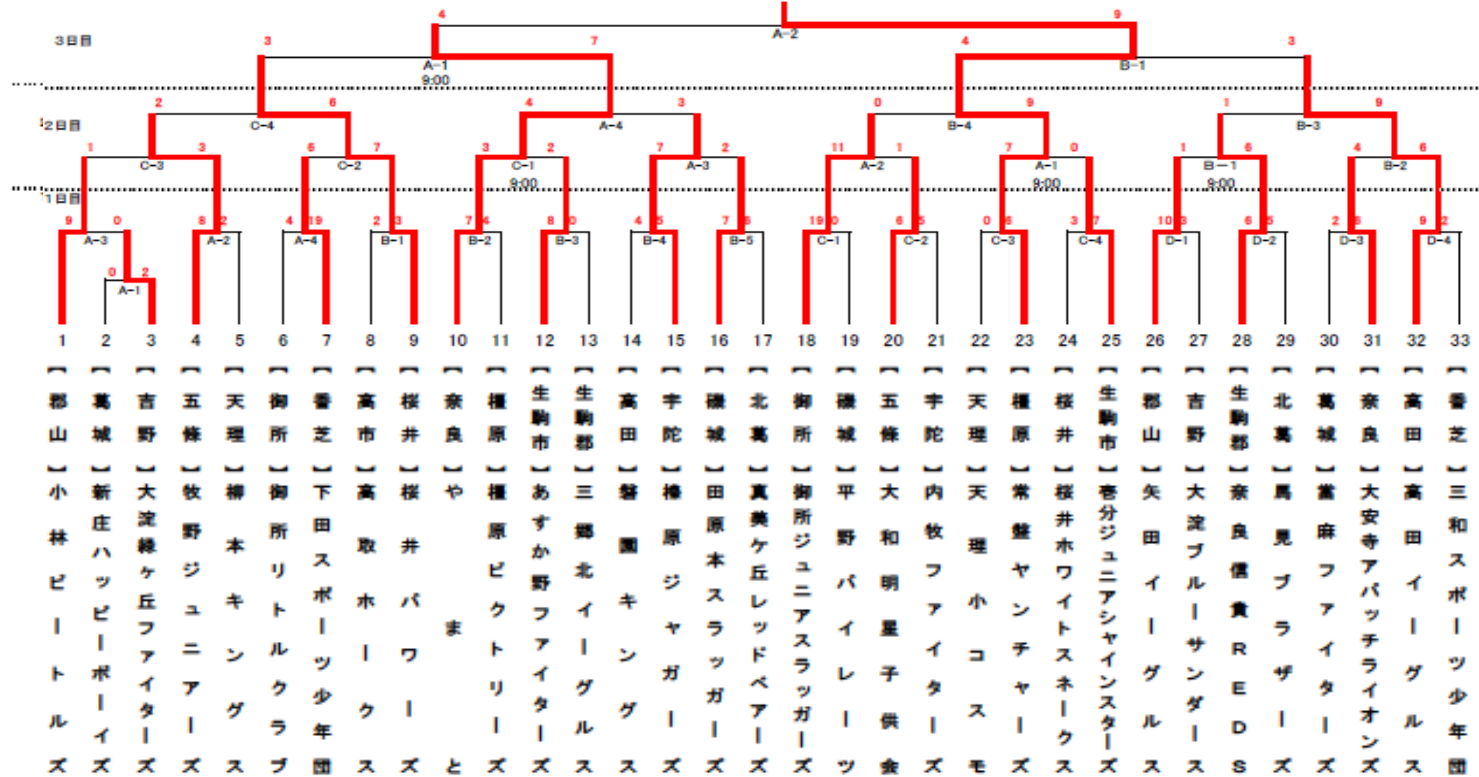 4 9
A-2
3日目
3 7 4 3
A-1 B-1
9:00
2 6 4 3 0 9 1 9
2日目
C-4 A-4 B-4 B-3
1 3 6 7 3 2 7 2 11 1 7 0 1 6 4 6
C-3 C-2 C-1 A-3 A-2 A-1 B-1 B-2
9:00 9:00 9:00
1日目
9 0 8 2 4 19 2 3 7 4 8 0 4 5 7 6 19 0 6 5 0 6 3 7 10 3 6 5 2 5 9 2
A-3 A-2 A-4 B-1 B-2 B-3 B-4 B-5 C-1 C-2 C-3 C-4 D-1 D-2 D-3 D-4
0 2
A-1
1 2 3 4 5 6 7 8 9 10 11 12 13 14 15 16 17 18 19 20 21 22 23 24 25 26 27 28 29 30 31 32 33
【郡山】小林ビートルズ
【葛城】新庄ハッピーボーイズ
【吉野】大淀緑ヶ丘ファイターズ
【五條】牧野ジュニアーズ
【天理】柳本キングス
【御所】御所リトルクラブ
【香芝】下田スポーツ少年団
【高市】高取ホークス
【桜井】桜井パワーズ
【奈良】やまと
【橿原】橿原ビクトリーズ
【生駒市】あすか野ファイターズ
【生駒郡】三郷北イーグルス
【高田】磐園キングス
【宇陀】榛原ジャガーズ
【磯城】田原本スラッガーズ
【北葛】真美ケ丘レッドベアーズ
【御所】御所ジュニアスラッガーズ
【磯城】平野パイレーツ
【五條】大和明星子供会
【宇陀】内牧ファイターズ
【天理】天理小コスモス
【橿原】常盤ヤンチャーズ
【桜井】桜井ホワイトスネークス
【生駒市】壱分ジュニアシャインスターズ
【郡山】矢田イーグルス
【吉野】大淀ブルーサンダース
【生駒郡】奈良信貴REDS
【北葛】馬見ブラザーズ
【葛城】當麻ファイターズ
【奈良】大安寺アパッチライオンズ
【高田】高田イーグルス
【香芝】三和スポーツ少年団